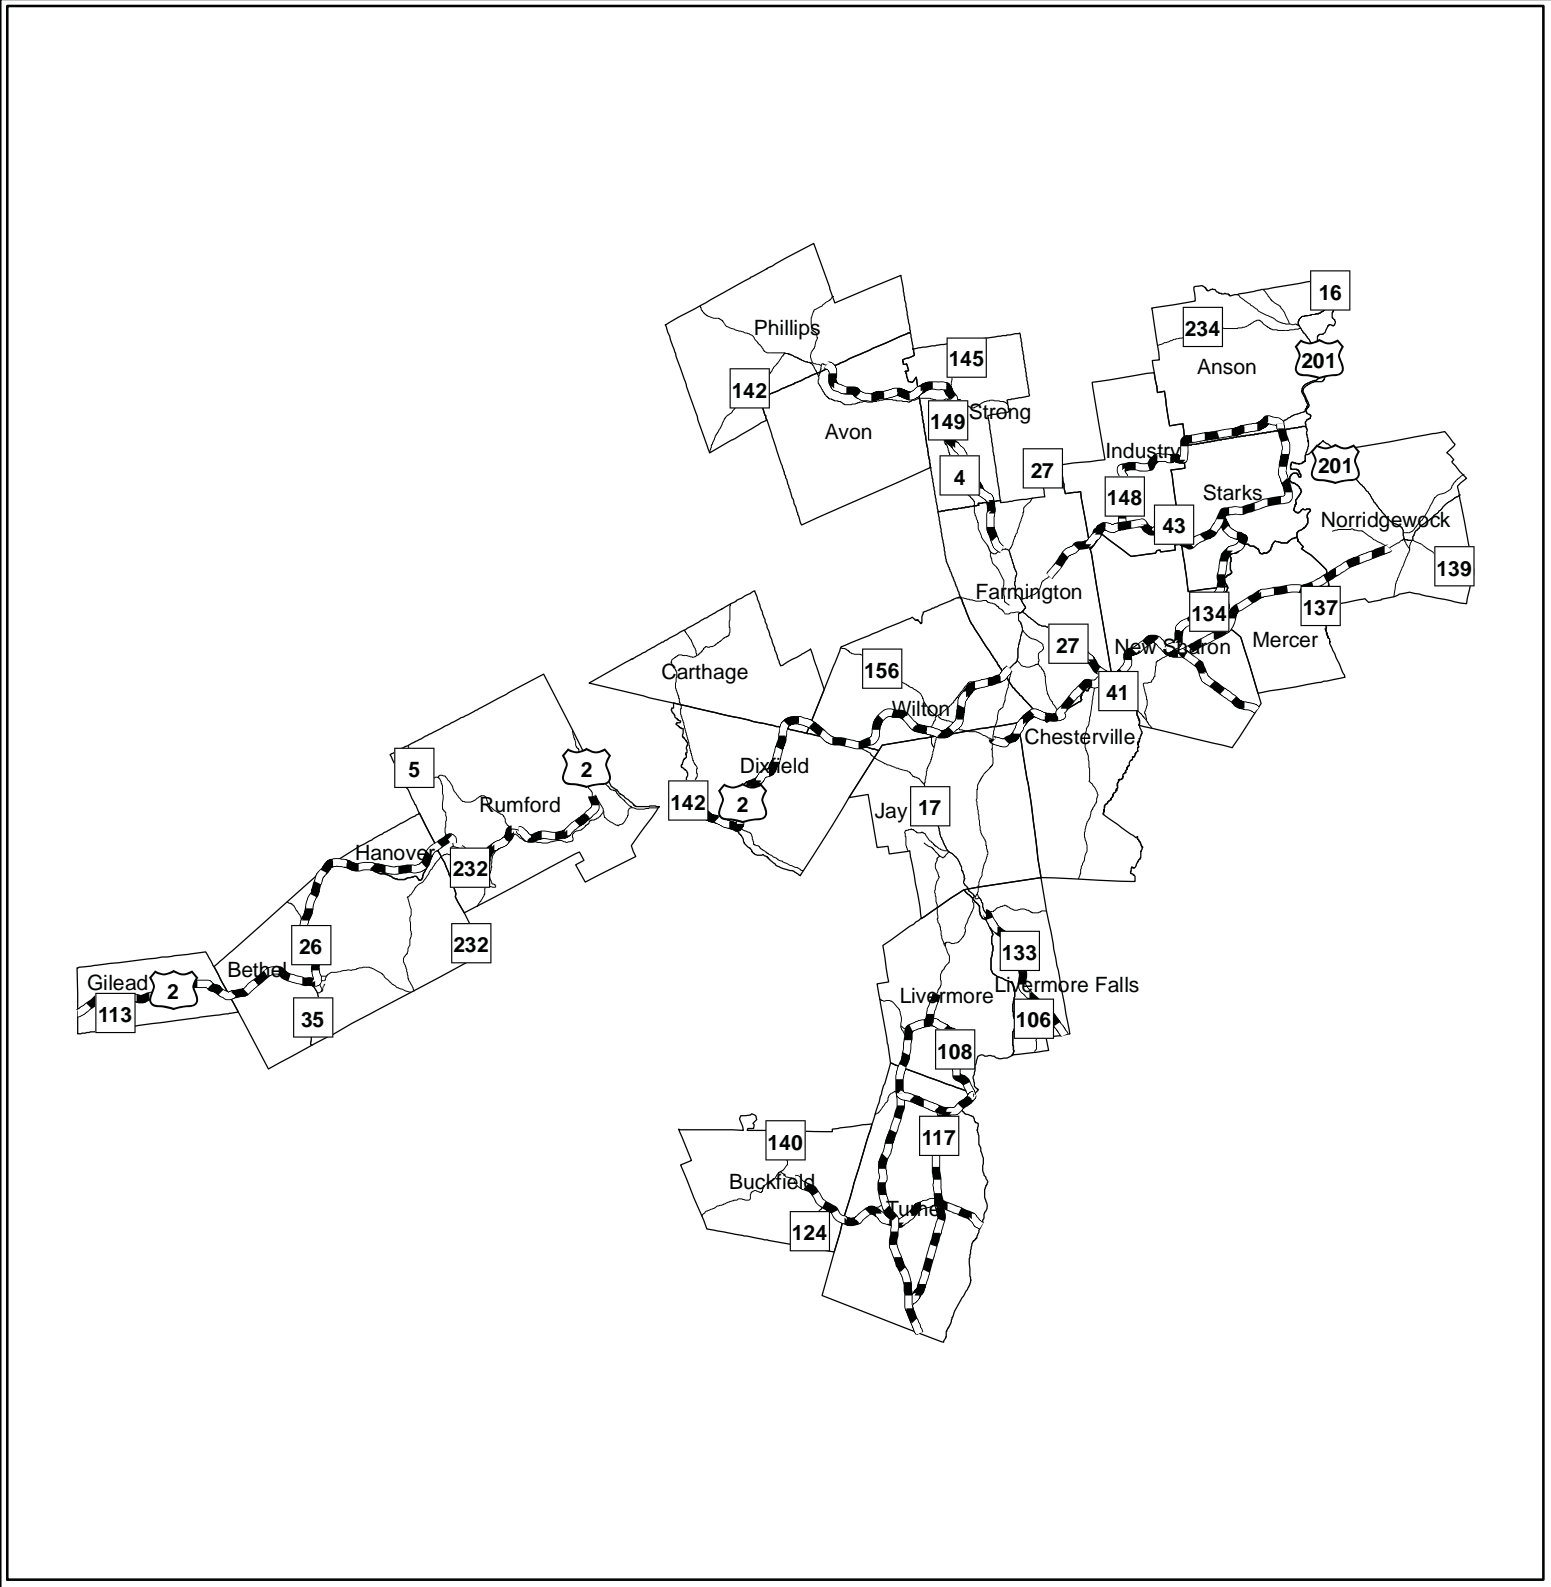 16
234
Phillips
145
201
Anson
142
149
Strong
Avon
Industry
201
27
4
148
Starks
43
Norridgewock
139
Farmington
134
137
27
New Sharon
Mercer
Carthage
156
41
Wilton
Chesterville
5
2
Dixfield
142
2
Rumford
Jay
17
Hanover
232
26
232
133
Bethel
Gilead
2
Livermore Falls
Livermore
113
35
106
108
117
140
Buckfield
Turner
124